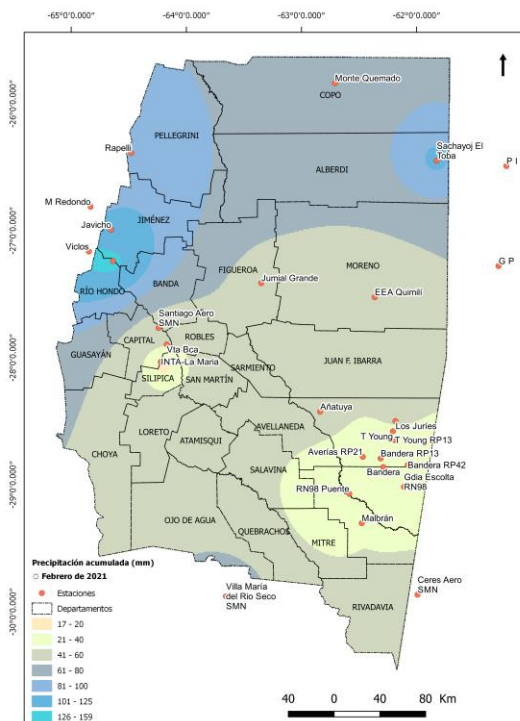 -65°0'0.000"
-64°0'0.000"
-63°0'0.000"
-62°0'0.000"
-26°0'0.000"
-27°0'0.000"
-28°0'0.000"
-29°0'0.000"
-30°0'0.000"
Monte Quemado
COPO
PELLEGRINI
Rapelli
Sachayoj El
Toba
ALBERDI
P I
M Redondo
Javicho
JIMÉNEZ
Viclos
G P
RÍO HONDO
BANDA
FIGUEROA
Jumial Grande
MORENO
EEA Quimilí
Santiago Aero
SMN
CAPITAL
ROBLES
GUASAYÁN
Vta Bca
INTA-La Maria
SILIPICA
SAN MARTÍN
SARMIENTO
JUAN F. IBARRA
Añatuya
LORETO
ATAMISQUI
AVELLANEDA
Los Juries
T Young
T Young RP13
CHOYA
SALAVINA
Averias RP21
Bandera RP13
Bandera RP42
Bandera
Gdia Escolta
RN98
RN98 Puente
OJO DE AGUA
QUEBRACHOS
MITRE
Malbrán
Villa María
del Rio Seco
SMN
RIVADAVIA
Ceres Aero
SMN
Precipitación acumulada (mm)
Febrero de 2021
Estaciones
Departamentos
17 - 20
21 - 40
41 - 60
61 - 80
81 - 100
101 - 125
126 - 159
40 0 40 80 Km